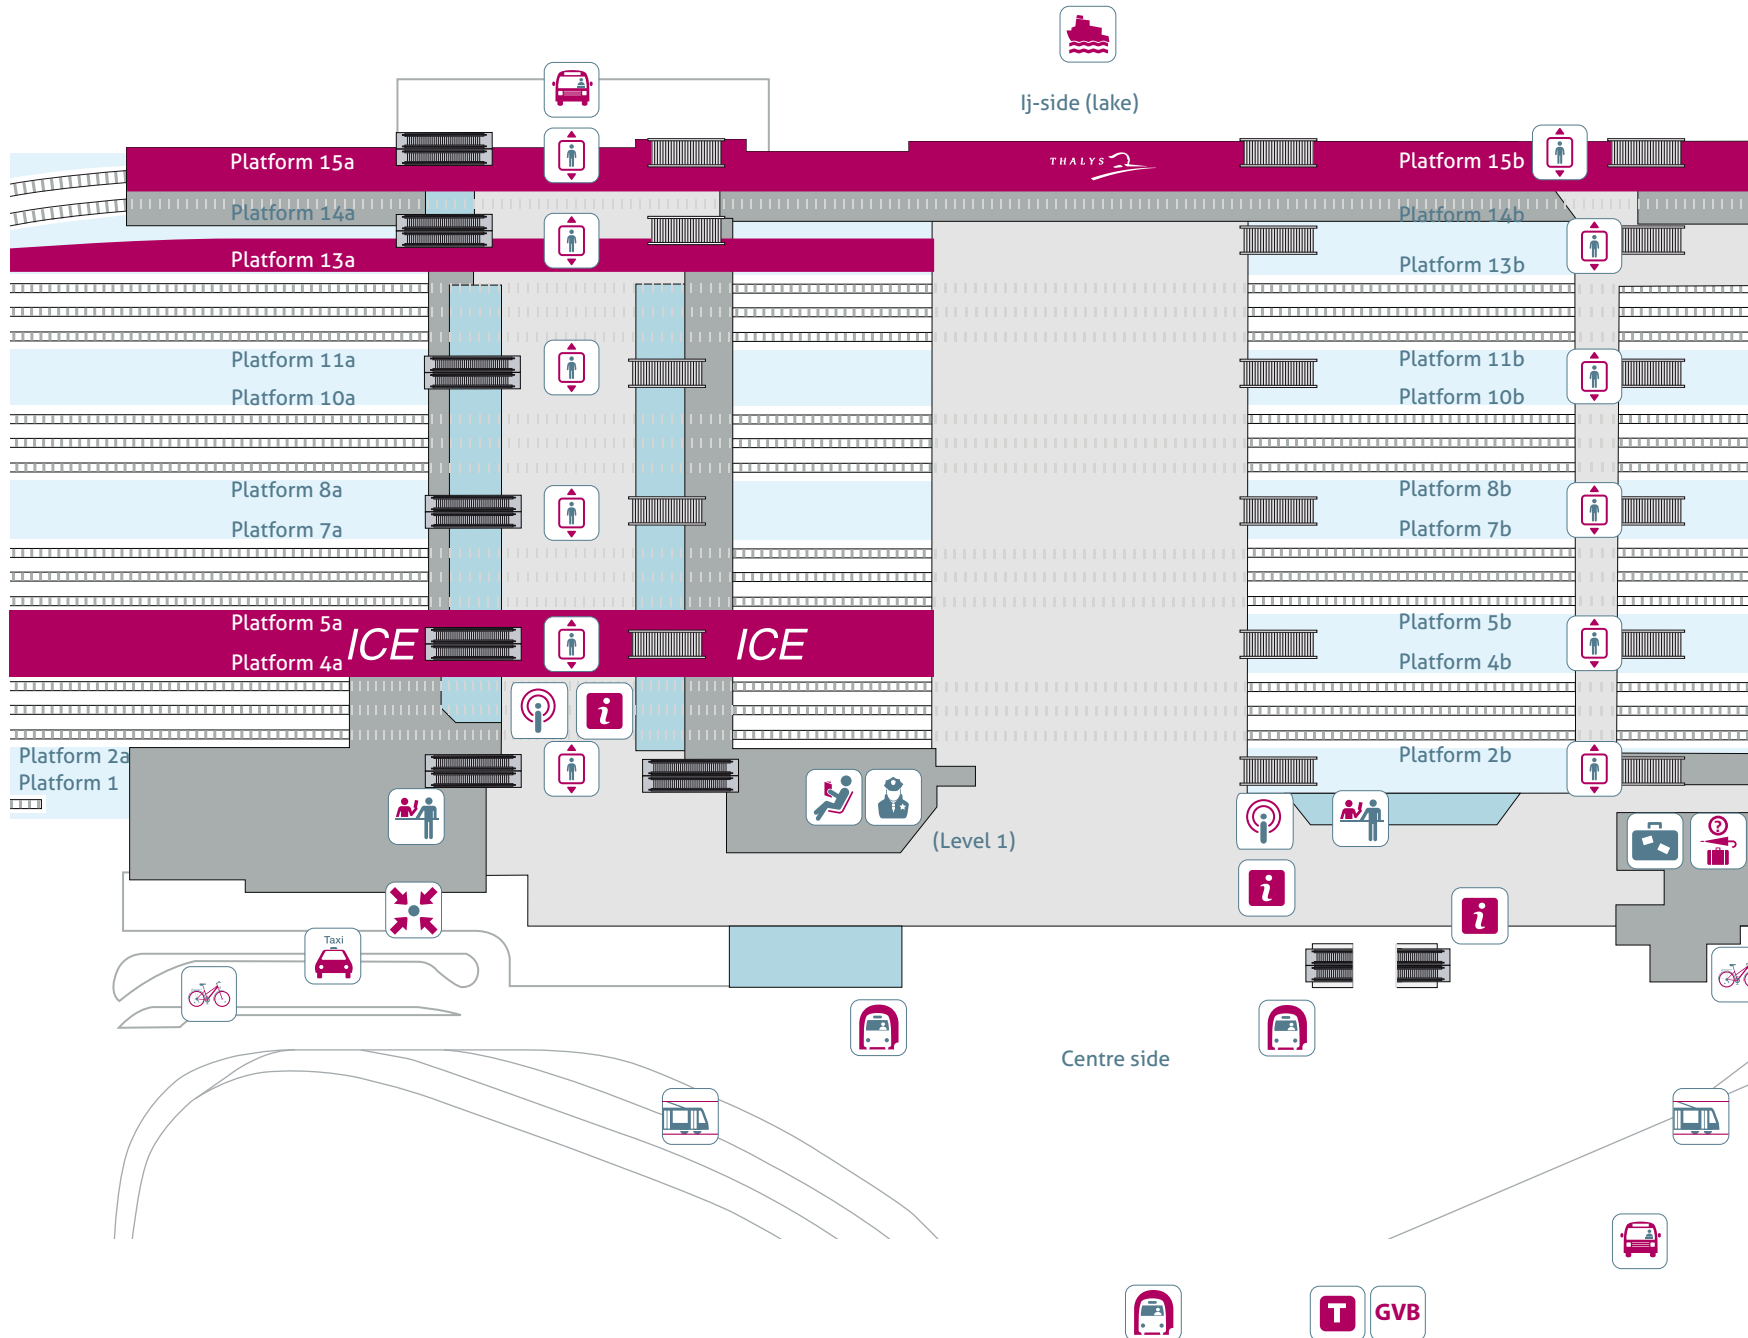 Ij-side (lake)
Platform 15a
THALYS
Platform 15b
Platform 14a
Platform 14b
Platform 13a
Platform 13b
Platform 11a
Platform 11b
Platform 10a
Platform 10b
Platform 8a
Platform 8b
Platform 7a
Platform 7b
Platform 5a
Platform 5b
ICE
ICE
Platform 4a
Platform 4b
i
Platform 2a
Platform 2b
Platform 1
(Level 1)
?
i
i
Taxi
Centre side
T
GVB